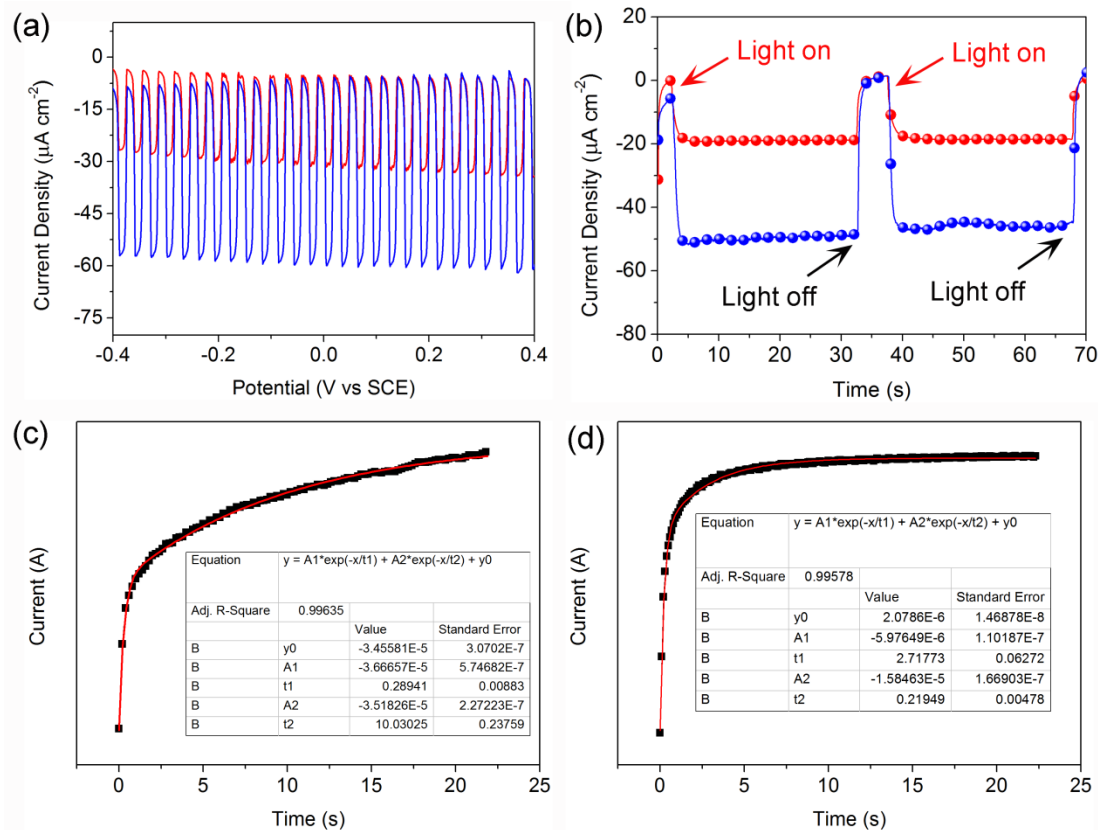 (a)
0
-15
-30
-45
-60
-75
Current Density (µA cm-2)
-0.4
-0.2
0.0
0.2
0.4
Potential (V vs SCE)
(b)
20
0
-20
-40
-60
-80
Current Density (µA cm-2)
Light on
Light on
Light off
Light off
0
10
20
30
40
50
60
70
Time (s)
(c)
Current (A)
Equation y = A1*exp(-x/t1) + A2*exp(-x/t2) + y0
Adj. R-Square 0.99635
Value Standard Error
B y0 -3.45581E-5 3.0702E-7
B A1 -3.66657E-5 5.74682E-7
B t1 0.28941 0.00883
B A2 -3.51826E-5 2.27223E-7
B t2 10.03025 0.23759
0
5
10
15
20
25
Time (s)
(d)
Current (A)
Equation y = A1*exp(-x/t1) + A2*exp(-x/t2) + y0
Adj. R-Square 0.99578
Value Standard Error
B y0 2.0786E-6 1.46878E-8
B A1 -5.97649E-6 1.10187E-7
B t1 2.71773 0.06272
B A2 -1.58463E-5 1.66903E-7
B t2 0.21949 0.00478
0
5
10
15
20
25
Time (s)